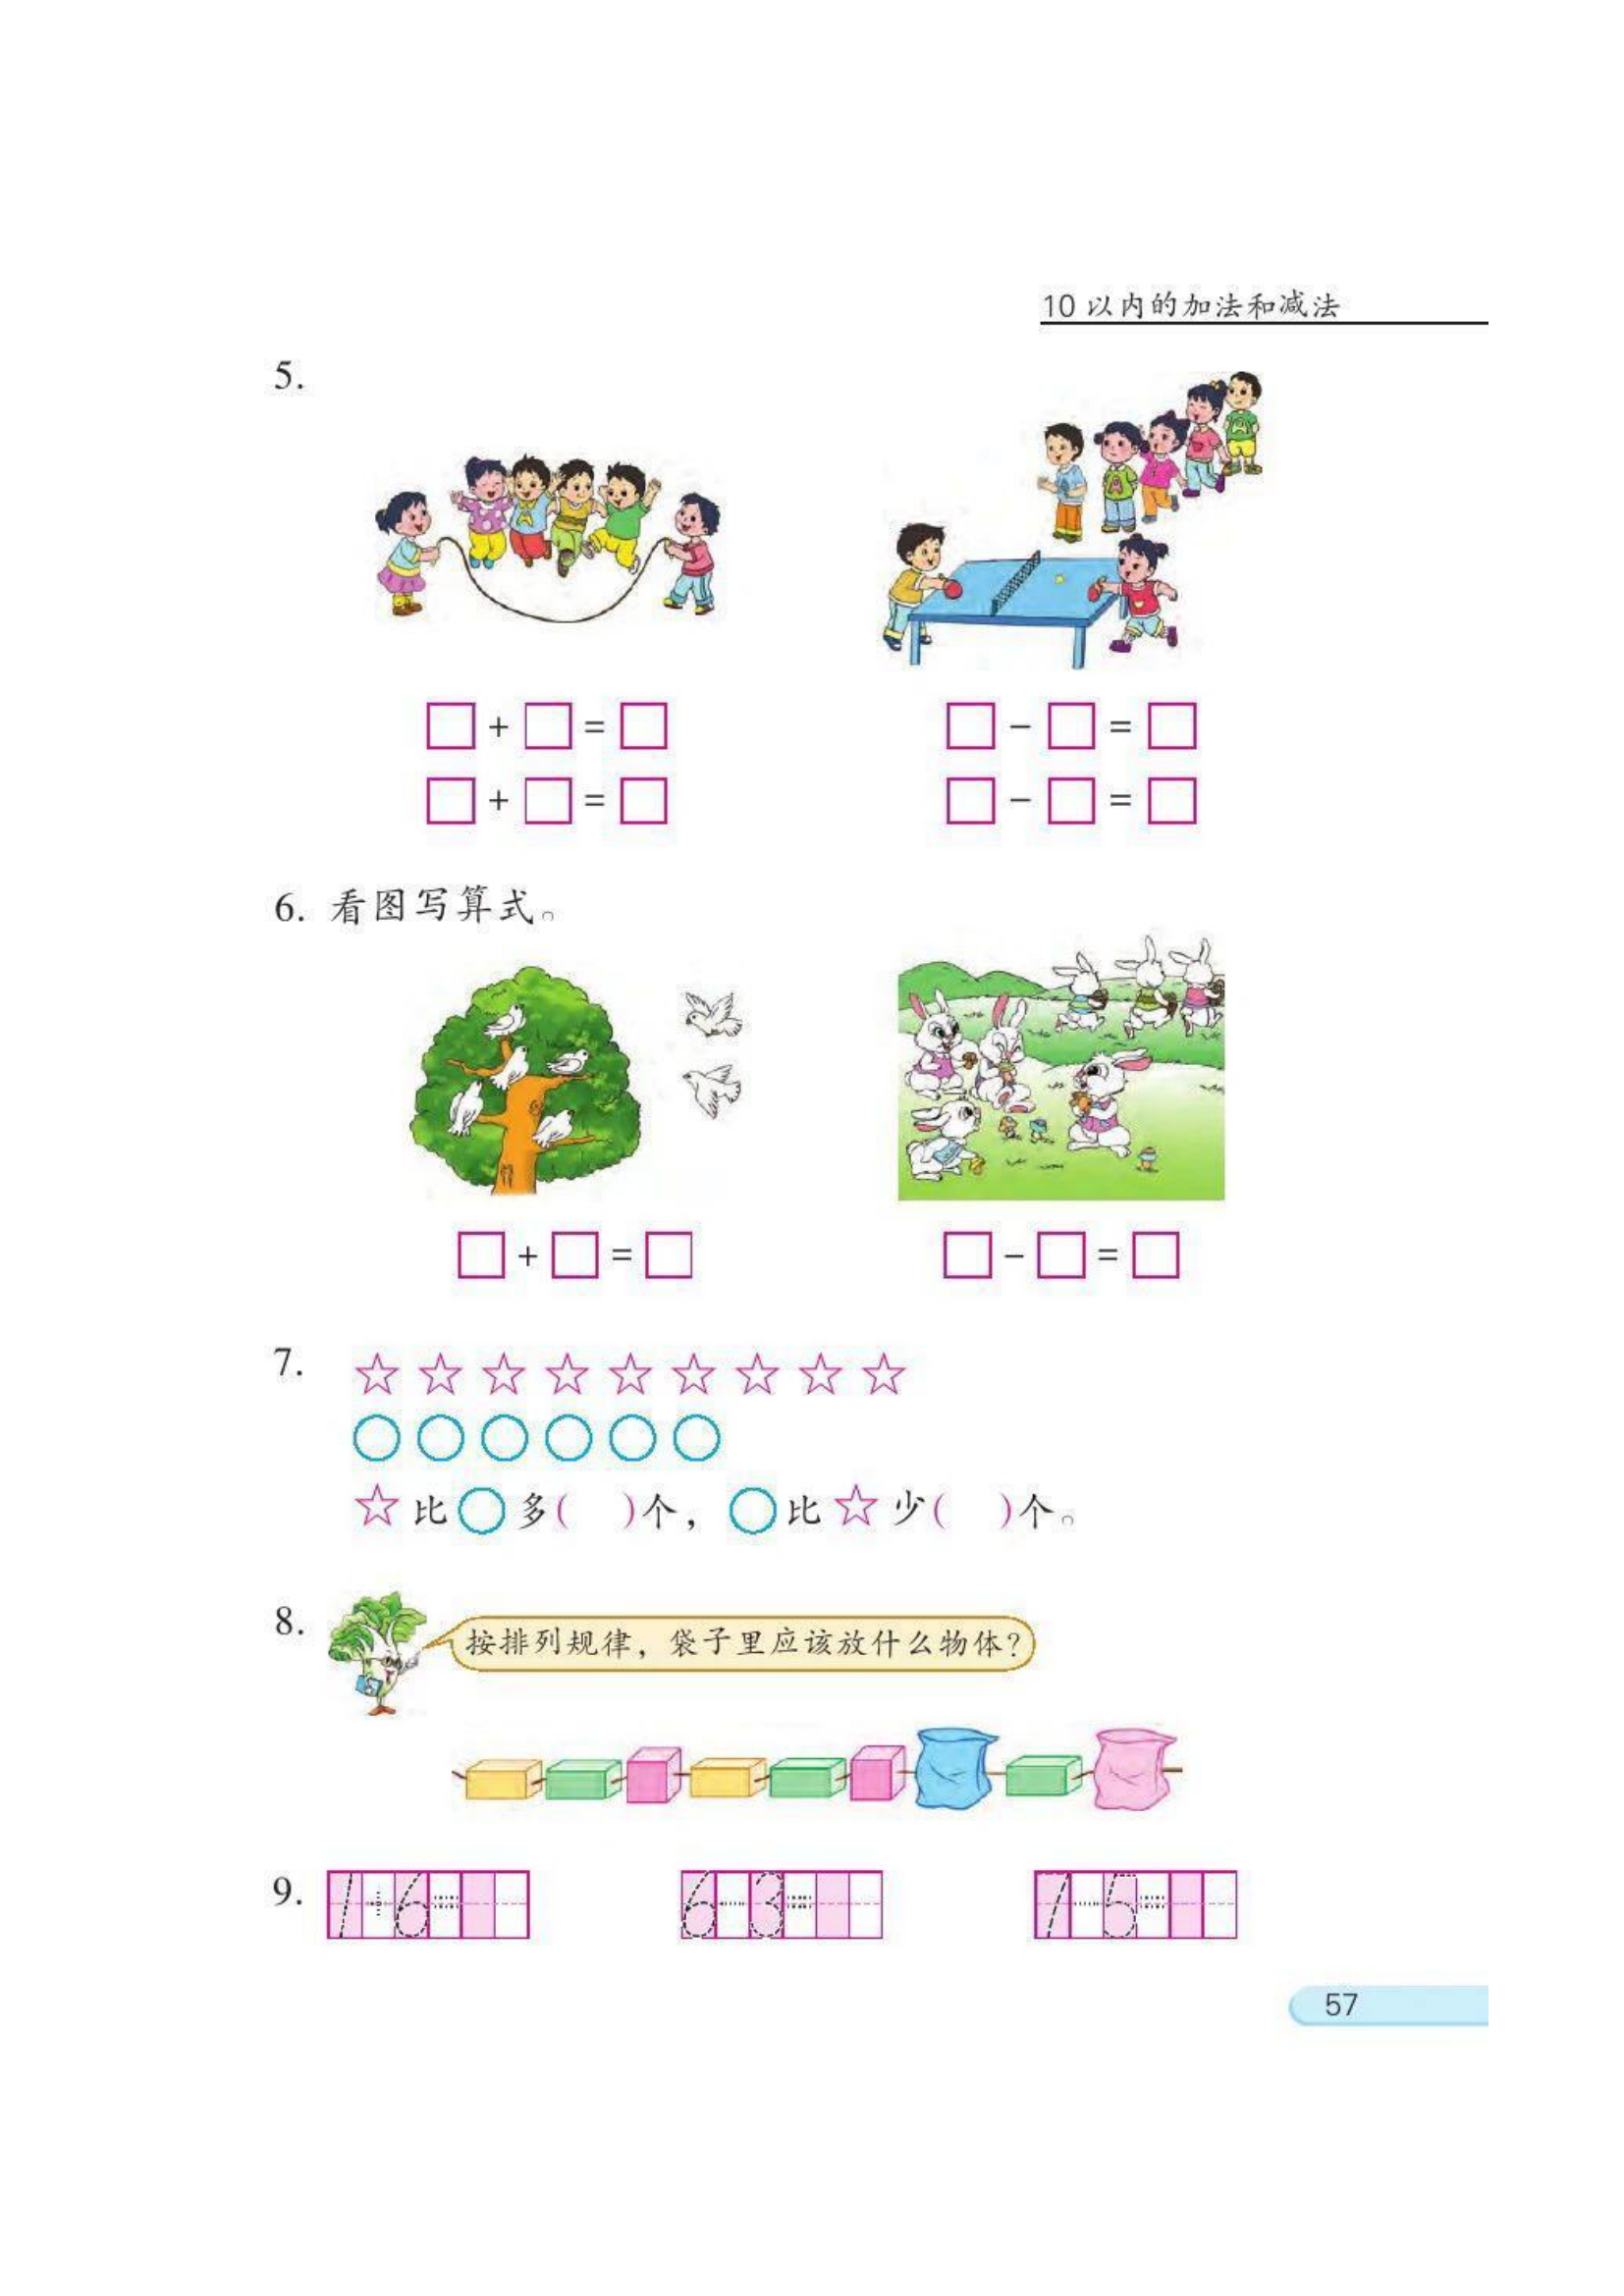 10 以内的加法和减法
5.
□ + □ = □ □ − □ = □
□ + □ = □ □ − □ = □
6. 看图写算式。
□ + □ = □ □ − □ = □
7. ☆ ☆ ☆ ☆ ☆ ☆ ☆ ☆ ☆
○ ○ ○ ○ ○ ○
☆ 比 ○ 多( )个，○ 比 ☆ 少( )个。
8. 按排列规律，袋子里应该放什么物体？
9. 1+6= 6−3= 7−5=
57